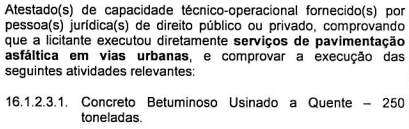 Atestado(s) de capacidade técnico-operacional fornecido(s) por
pessoa(s) jurídica(s) de direito público ou privado, comprovando
que a licitante executou diretamente serviços de pavimentação
asfáltica em vias urbanas, e comprovar a execução das
seguintes atividades relevantes:
16.1.2.3.1. Concreto Betuminoso Usinado a Quente – 250
toneladas.